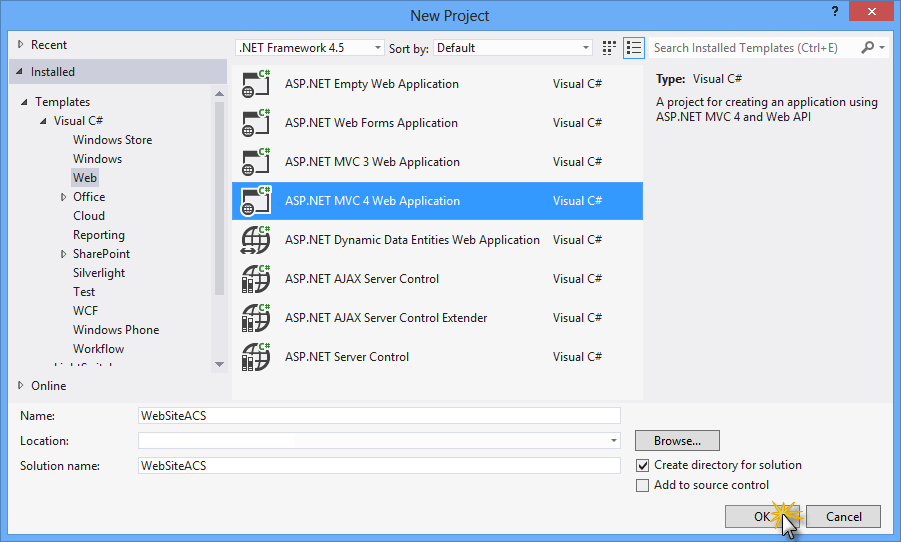 New Project
?
Recent
.NET Framework 4.5
Sort by:
Default
Search Installed Templates (Ctrl+E)
Installed
Templates
Visual C#
Windows Store
Windows
Web
Office
Cloud
Reporting
SharePoint
Silverlight
Test
WCF
Windows Phone
Workflow
Online
C# ASP.NET Empty Web Application Visual C#
C# ASP.NET Web Forms Application Visual C#
C# ASP.NET MVC 3 Web Application Visual C#
C# ASP.NET MVC 4 Web Application Visual C#
C# ASP.NET Dynamic Data Entities Web Application Visual C#
C# ASP.NET AJAX Server Control Visual C#
C# ASP.NET AJAX Server Control Extender Visual C#
C# ASP.NET Server Control Visual C#
Type: Visual C#
A project for creating an application using
ASP.NET MVC 4 and Web API
Name: WebSiteACS
Location:
Browse...
Solution name: WebSiteACS
Create directory for solution
Add to source control
OK
Cancel